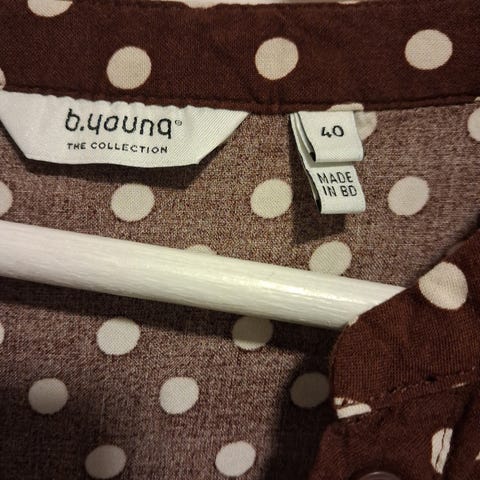 b.young®
THE COLLECTION
40
MADE
IN BD